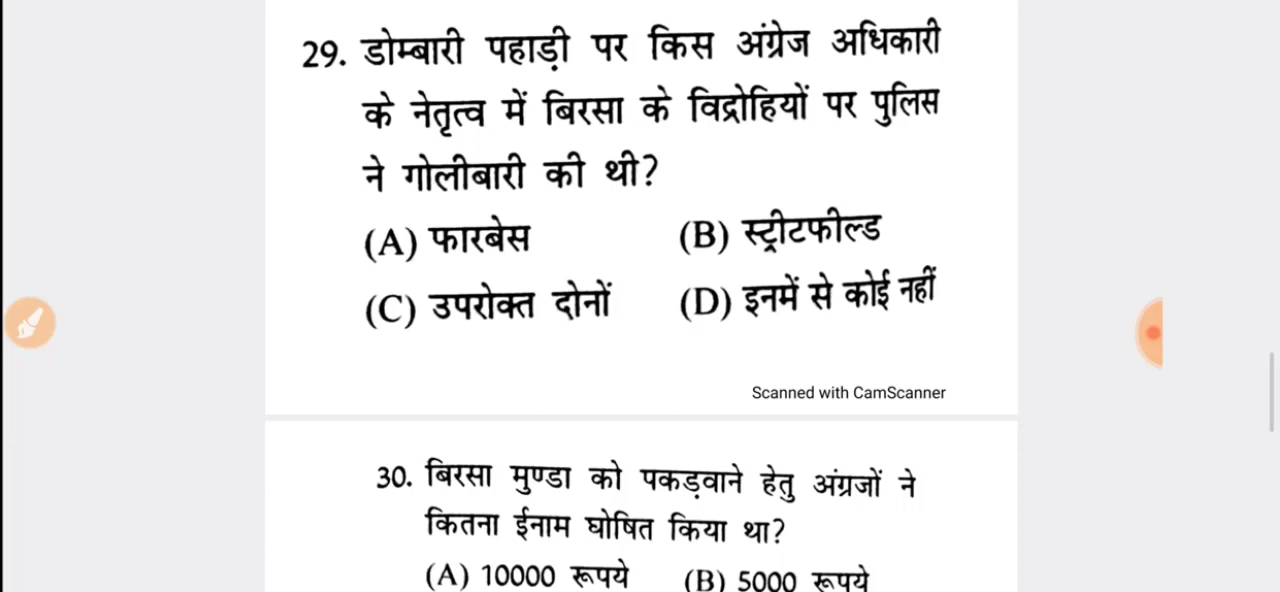 29. डोम्बारी पहाड़ी पर किस अंग्रेज अधिकारी
के नेतृत्व में बिरसा के विद्रोहियों पर पुलिस
ने गोलीबारी की थी?
(A) फारबेस (B) स्ट्रीटफील्ड
(C) उपरोक्त दोनों (D) इनमें से कोई नहीं
Scanned with CamScanner
30. बिरसा मुण्डा को पकड़वाने हेतु अंग्रजों ने
कितना ईनाम घोषित किया था?
(A) 10000 रूपये (B) 5000 रूपये